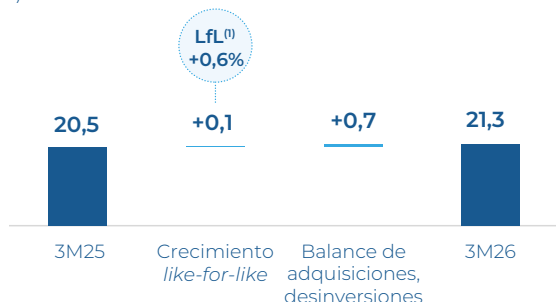 LfL(1)
+0,6%
20,5
+0,1
+0,7
21,3
3M25
Crecimiento
like-for-like
Balance de
adquisiciones,
desinversiones
3M26